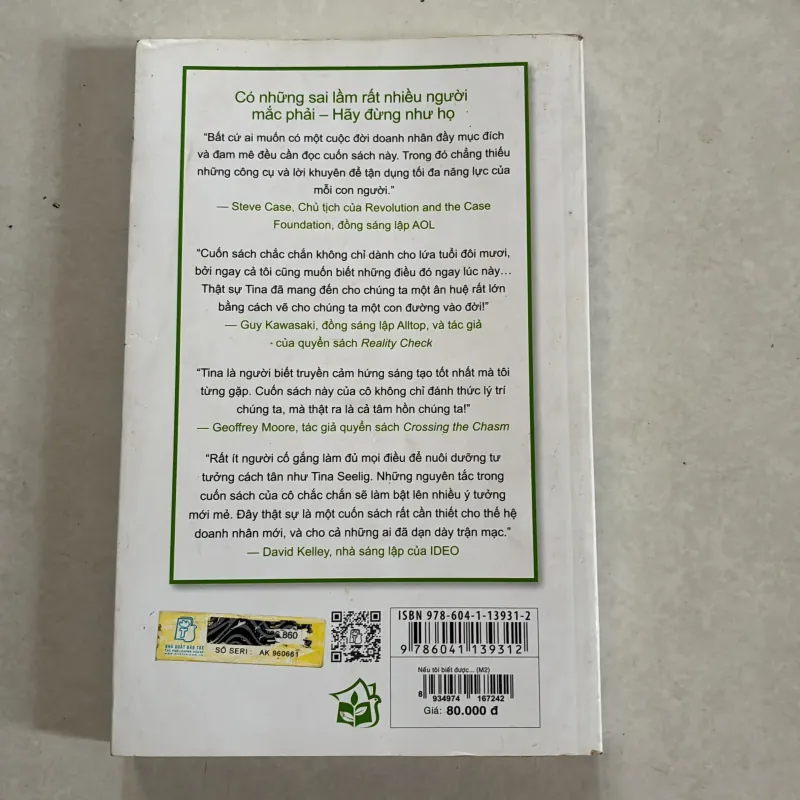 Có những sai lầm rất nhiều người
mắc phải – Hãy đừng như họ
“Bất cứ ai muốn có một cuộc đời doanh nhân đầy mục đích
và đam mê đều cần đọc cuốn sách này. Trong đó chẳng thiếu
những công cụ và lời khuyên để tận dụng tối đa năng lực của
mỗi con người.”
— Steve Case, Chủ tịch của Revolution and the Case
Foundation, đồng sáng lập AOL
“Cuốn sách chắc chắn không chỉ dành cho lứa tuổi đôi mươi,
bởi ngay cả tôi cũng muốn biết những điều đó ngay lúc này…
Thật sự Tina đã mang đến cho chúng ta một ân huệ rất lớn
bằng cách vẽ cho chúng ta một con đường vào đời!”
— Guy Kawasaki, đồng sáng lập Alltop, và tác giả
của quyển sách Reality Check
“Tina là người biết truyền cảm hứng sáng tạo tốt nhất mà tôi
từng gặp. Cuốn sách này của cô không chỉ đánh thức lý trí
chúng ta, mà thật ra là cả tâm hồn chúng ta!”
— Geoffrey Moore, tác giả quyển sách Crossing the Chasm
“Rất ít người cố gắng làm đủ mọi điều để nuôi dưỡng tư
tưởng cách tân như Tina Seelig. Những nguyên tắc trong
cuốn sách của cô chắc chắn sẽ làm bật lên nhiều ý tưởng
mới mẻ. Đây thật sự là một cuốn sách rất cần thiết cho thế hệ
doanh nhân mới, và cho cả những ai đã dạn dày trận mạc.”
— David Kelley, nhà sáng lập của IDEO
NHÀ XUẤT BẢN TRẺ
860
SỐ SERI : AK 960661
ISBN 978-604-1-13931-2
9 786041 139312
Nếu tôi biết được... (M2)
8 934974 167242
Giá: 80.000 đ